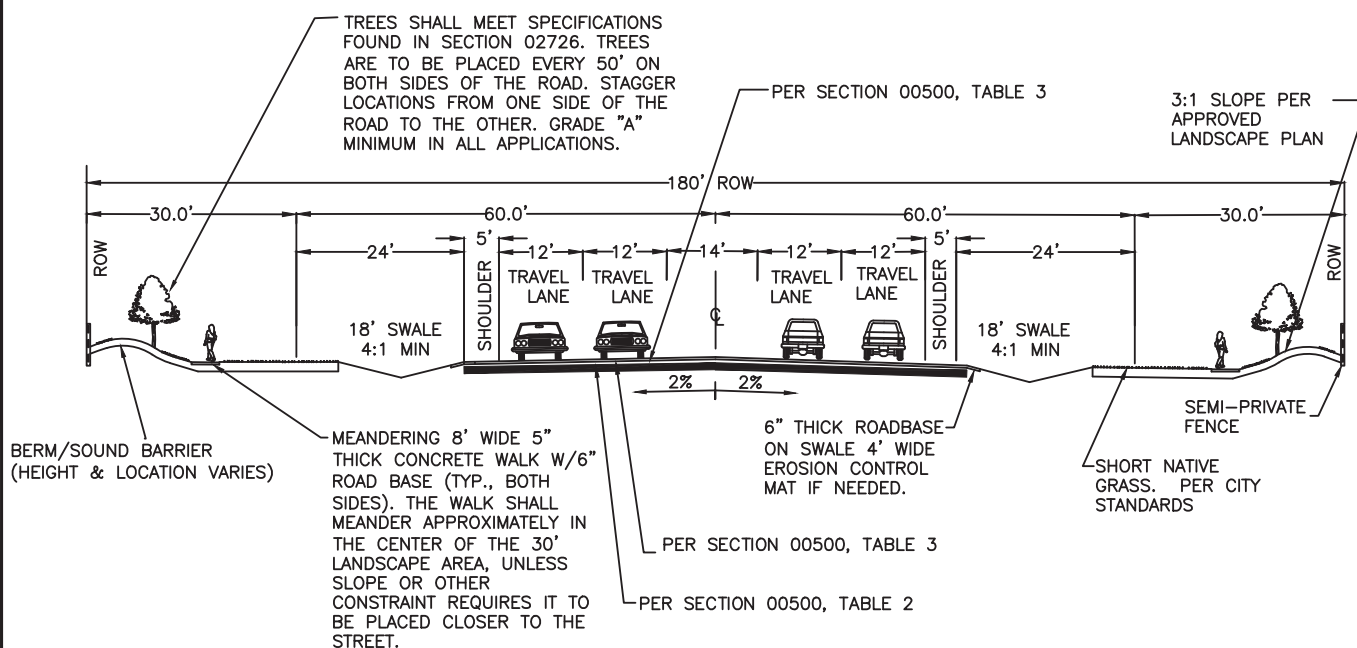 TREES SHALL MEET SPECIFICATIONS
FOUND IN SECTION 02726. TREES
ARE TO BE PLACED EVERY 50' ON
BOTH SIDES OF THE ROAD. STAGGER
LOCATIONS FROM ONE SIDE OF THE
ROAD TO THE OTHER. GRADE "A"
MINIMUM IN ALL APPLICATIONS.
PER SECTION 00500, TABLE 3
3:1 SLOPE PER
APPROVED
LANDSCAPE PLAN
180' ROW
30.0' 60.0' 60.0' 30.0'
24' 5' 12' 12' 14' 12' 12' 5' 24'
ROW
SHOULDER
TRAVEL
LANE
TRAVEL
LANE
TRAVEL
LANE
TRAVEL
LANE
SHOULDER
ROW
18' SWALE
4:1 MIN
℄
18' SWALE
4:1 MIN
2% 2%
BERM/SOUND BARRIER
(HEIGHT & LOCATION VARIES)
MEANDERING 8' WIDE 5"
THICK CONCRETE WALK W/6"
ROAD BASE (TYP., BOTH
SIDES). THE WALK SHALL
MEANDER APPROXIMATELY IN
THE CENTER OF THE 30'
LANDSCAPE AREA, UNLESS
SLOPE OR OTHER
CONSTRAINT REQUIRES IT TO
BE PLACED CLOSER TO THE
STREET.
6" THICK ROADBASE
ON SWALE 4' WIDE
EROSION CONTROL
MAT IF NEEDED.
SEMI-PRIVATE
FENCE
SHORT NATIVE
GRASS. PER CITY
STANDARDS
PER SECTION 00500, TABLE 3
PER SECTION 00500, TABLE 2